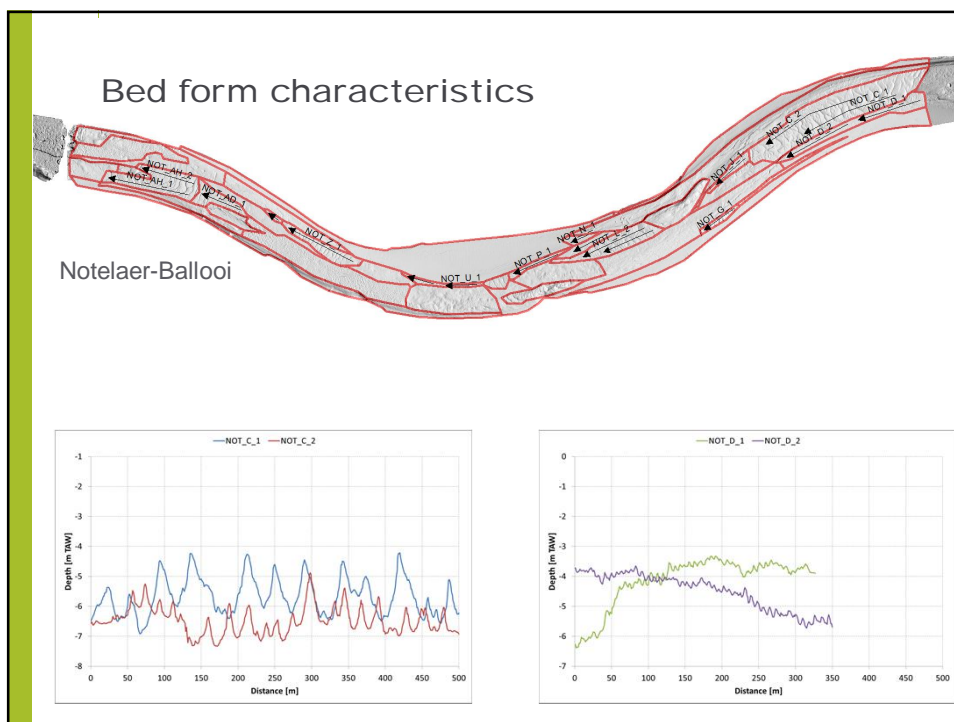 Bed form characteristics
NOT_C_1
NOT_C_2
NOT_D_1
NOT_D_2
NOT_J_1
NOT_G_1
NOT_AH_2
NOT_AH_1
NOT_AD_1
NOT_Z_1
NOT_N_1
NOT_L_2
NOT_P_1
NOT_U_1
Notelaer-Ballooi
NOT_C_1 NOT_C_2
-1
-2
-3
-4
-5
-6
-7
-8
Depth [m TAW]
0 50 100 150 200 250 300 350 400 450 500
Distance [m]
NOT_D_1 NOT_D_2
0
-1
-2
-3
-4
-5
-6
-7
Depth [m TAW]
0 50 100 150 200 250 300 350 400 450 500
Distance [m]